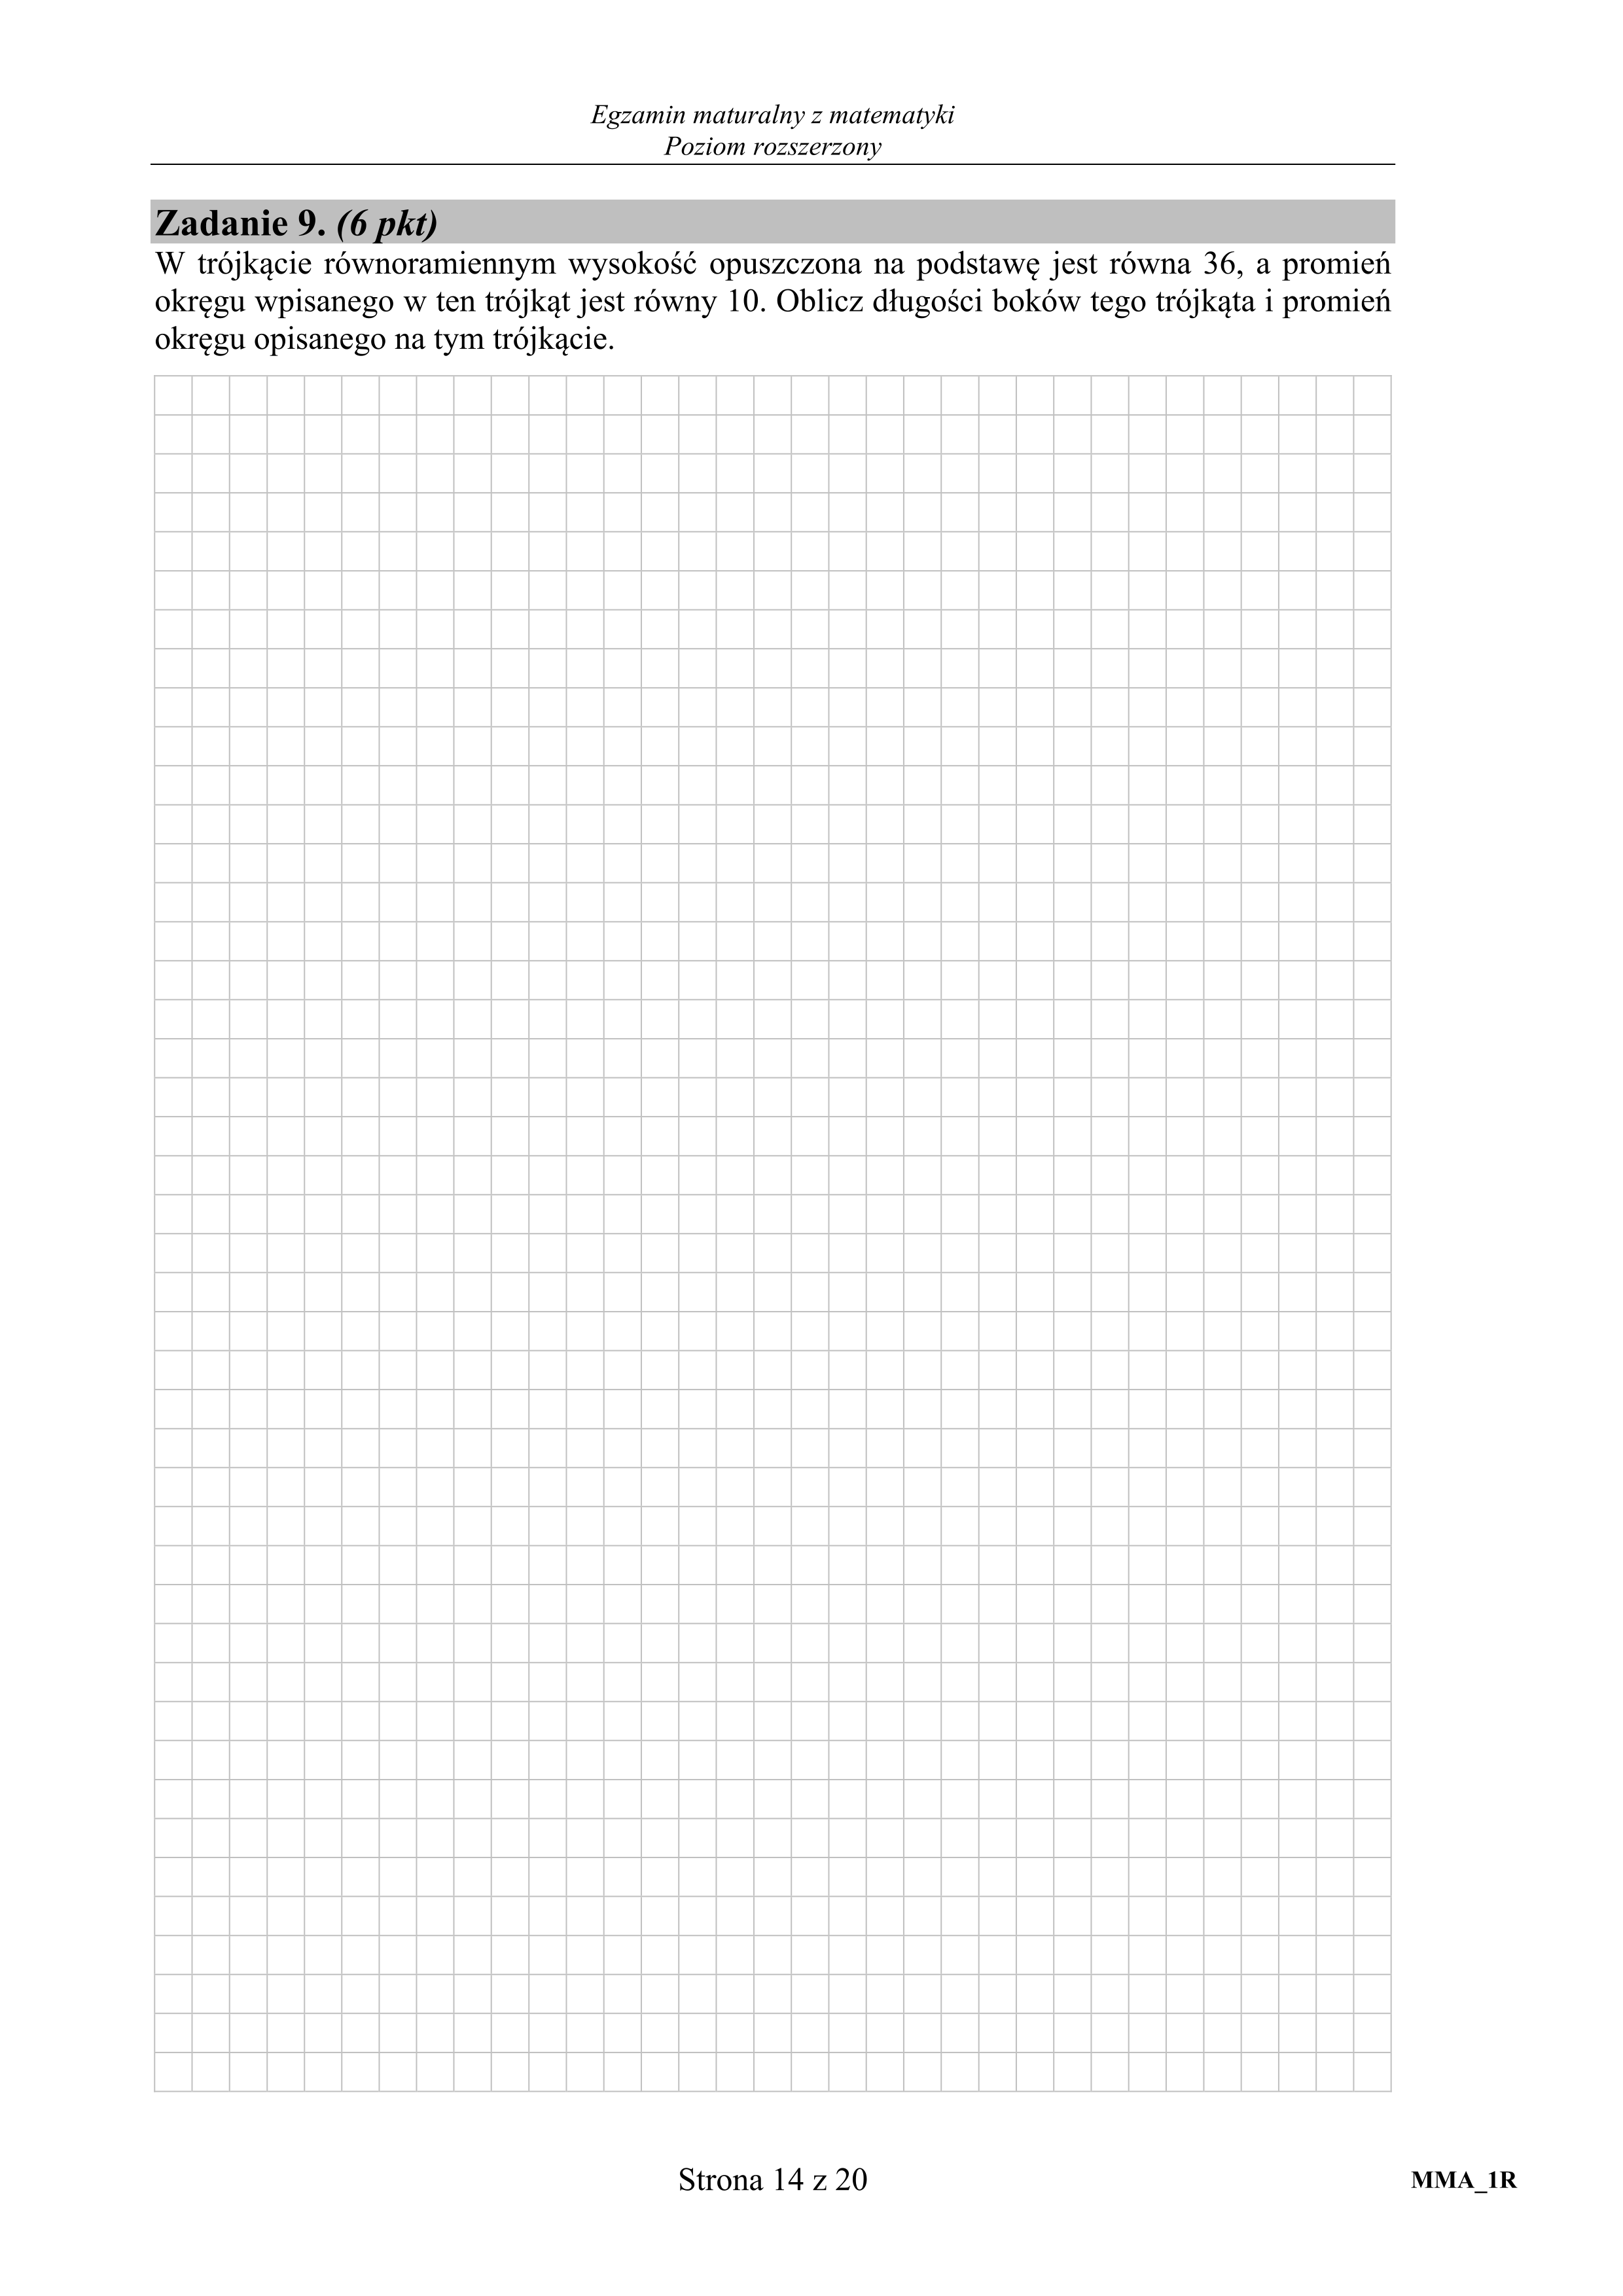 Egzamin maturalny z matematyki
Poziom rozszerzony
Zadanie 9. (6 pkt)
W trójkącie równoramiennym wysokość opuszczona na podstawę jest równa 36, a promień
okręgu wpisanego w ten trójkąt jest równy 10. Oblicz długości boków tego trójkąta i promień
okręgu opisanego na tym trójkącie.
Strona 14 z 20
MMA_1R